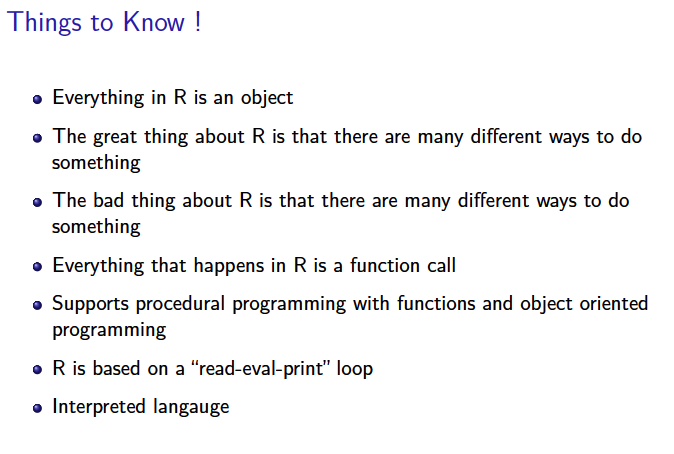 Things to Know !
Everything in R is an object
The great thing about R is that there are many different ways to do
something
The bad thing about R is that there are many different ways to do
something
Everything that happens in R is a function call
Supports procedural programming with functions and object oriented
programming
R is based on a “read-eval-print” loop
Interpreted langauge